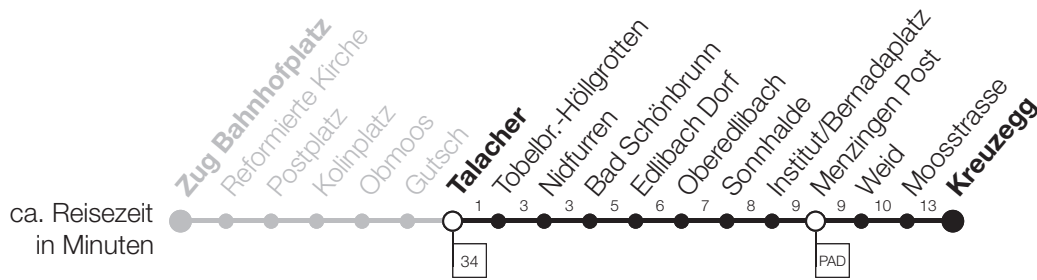 Zug Bahnhofplatz
Reformierte Kirche
Postplatz
Kolinplatz
Obmoos
Gutsch
Talacher
Tobelbr.-Höllgrotten
Nidfurren
Bad Schönbrunn
Edlibach Dorf
Oberedlibach
Sonnhalde
Institut/Bernadaplatz
Menzingen Post
Weid
Moosstrasse
Kreuzegg
ca. Reisezeit
in Minuten
1 3 3 5 6 7 8 9 9 10 13
34 PAD